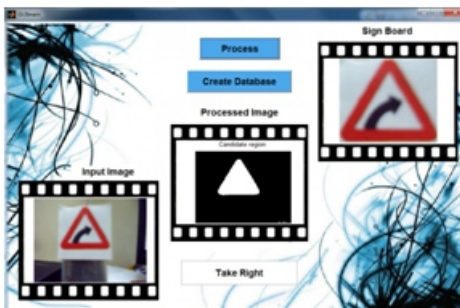 Process
Sign Board
Create Database
Processed Image
Candidate region
Input Image
Take Right